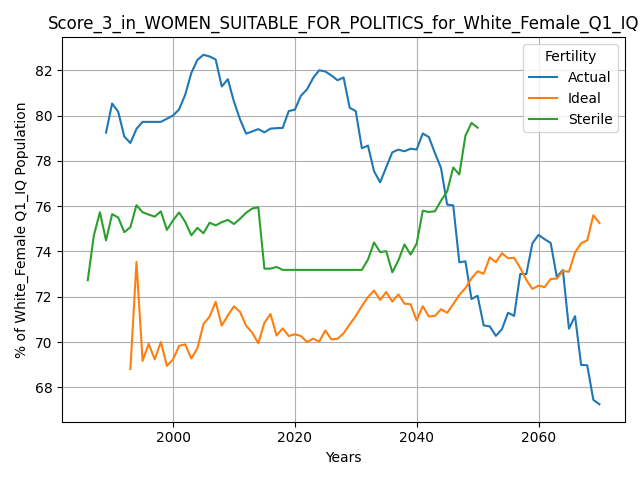 Score_3_in_WOMEN_SUITABLE_FOR_POLITICS_for_White_Female_Q1_IQ
Fertility
Actual
Ideal
Sterile
% of White_Female Q1_IQ Population
82
80
78
76
74
72
70
68
2000
2020
2040
2060
Years